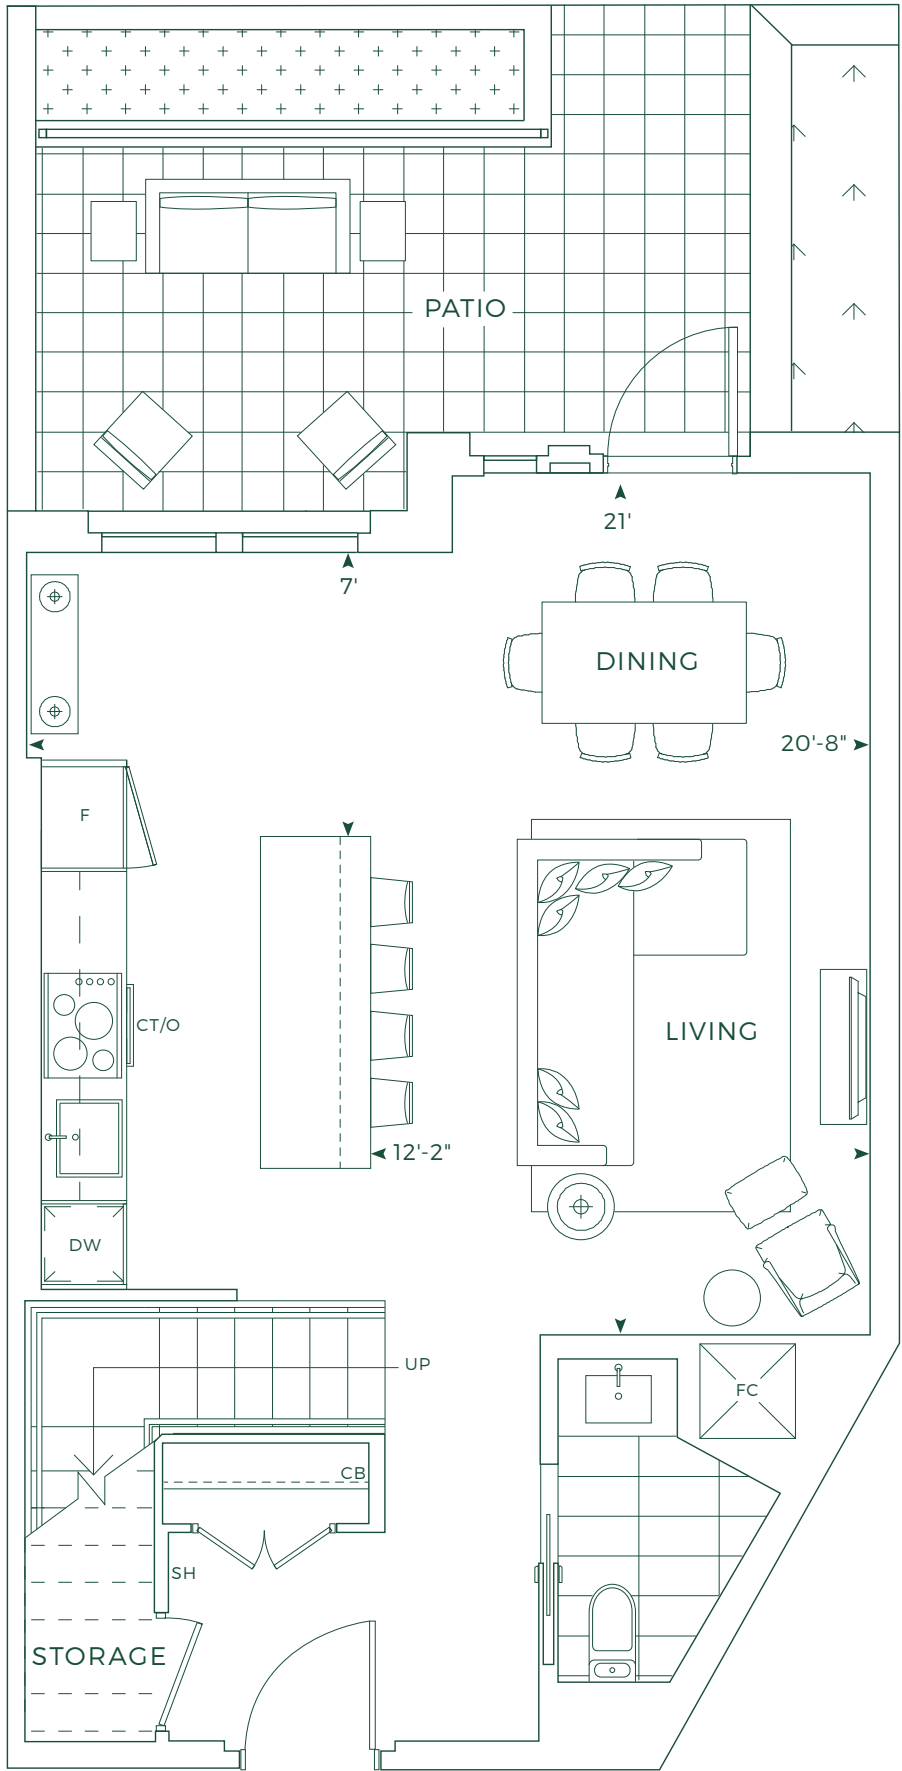 PATIO
21'
7'
DINING
20'-8"
F
CT/O
LIVING
12'-2"
DW
UP
FC
CB
SH
STORAGE